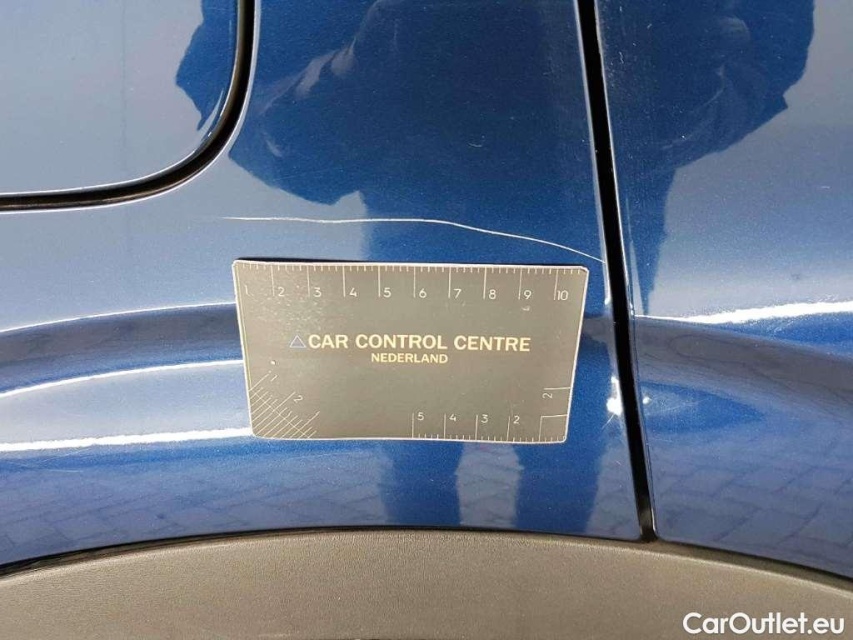 1 2 3 4 5 6 7 8 9 10
CAR CONTROL CENTRE
NEDERLAND
2
2
5 4 3 2
CarOutlet.eu